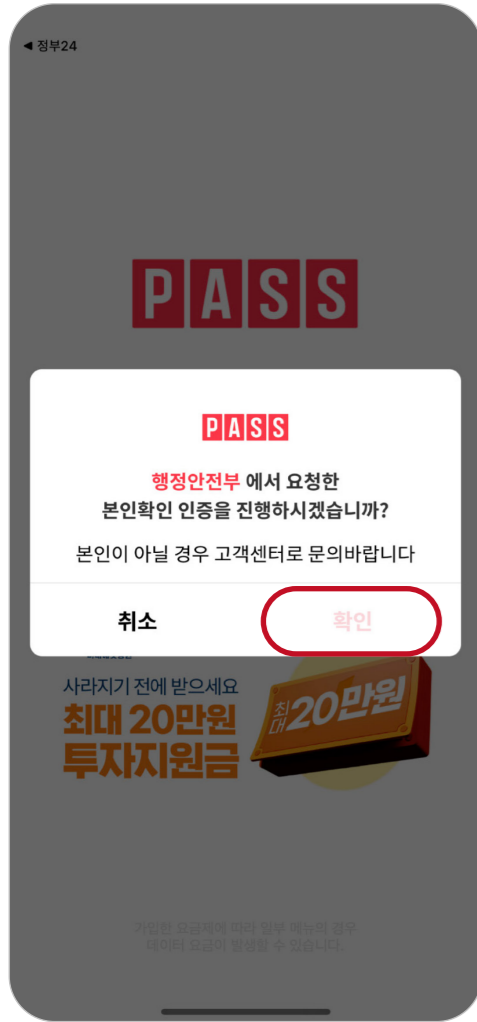 ◀ 정부24
PASS
PASS
행정안전부 에서 요청한
본인확인 인증을 진행하시겠습니까?
본인이 아닐 경우 고객센터로 문의바랍니다
취소
확인
사라지기 전에 받으세요
최대 20만원
투자지원금
최대 20만원
가입한 요금제에 따라 일부 메뉴의 경우
데이터 요금이 발생할 수 있습니다.